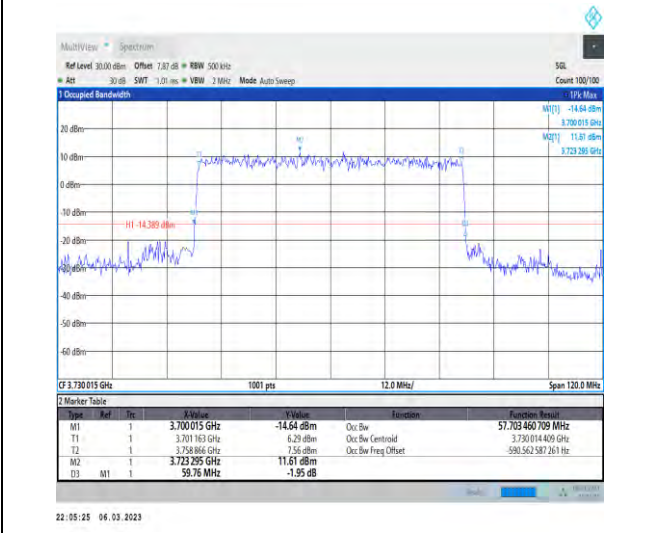 MultiView Spectrum
Ref Level 30.00 dBm Offset 7.87 dB RBW 500 kHz SGL
Att 30 dB SWT 1.01 ms VBW 2 MHz Mode Auto Sweep Count 100/100
1 Occupied Bandwidth 1Pk Max
M1[1] -14.64 dBm
3.700 015 GHz
M2[1] 11.61 dBm
3.723 295 GHz
20 dBm
10 dBm
0 dBm
-10 dBm
H1 -14.389 dBm
-20 dBm
-30 dBm
-40 dBm
-50 dBm
-60 dBm
M2
T1
T2
M1
D3
CF 3.730 015 GHz 1001 pts 12.0 MHz/ Span 120.0 MHz
2 Marker Table
Type Ref Trc X-Value Y-Value Function Function Result
M1 1 3.700 015 GHz -14.64 dBm Occ Bw 57.703 460 709 MHz
T1 1 3.701 163 GHz 6.29 dBm Occ Bw Centroid 3.730 014 409 GHz
T2 1 3.758 866 GHz 7.56 dBm Occ Bw Freq Offset -590.562 587 261 Hz
M2 1 3.723 295 GHz 11.61 dBm
D3 M1 1 59.76 MHz -1.95 dB
22:05:25 06.03.2023